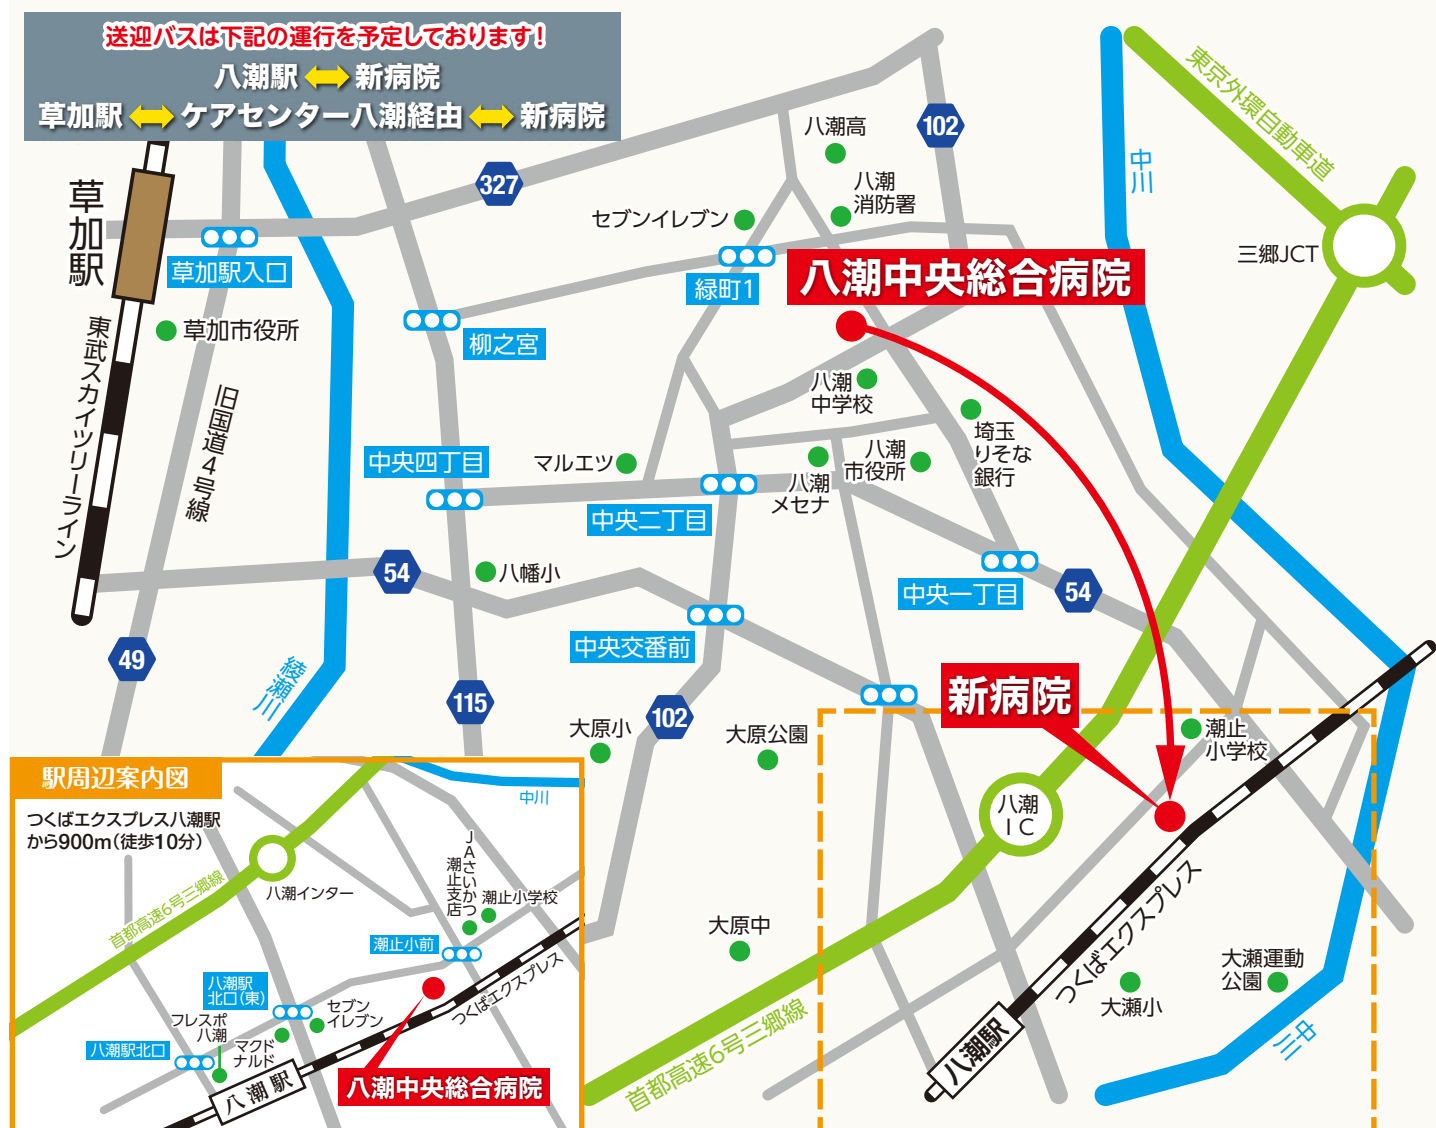 送迎バスは下記の運行を予定しております!
八潮駅 新病院
草加駅 ケアセンター八潮経由 新病院
東京外環自動車道
中川
102
八潮高
327
八潮
消防署
セブンイレブン
草加駅
草加駅入口
緑町1
八潮中央総合病院
三郷JCT
草加市役所
柳之宮
東武スカイツリーライン
旧国道4号線
八潮
中学校
埼玉
りそな
銀行
中央四丁目
マルエツ
八潮
市役所
八潮
メセナ
中央二丁目
54
八幡小
中央一丁目
54
中央交番前
49
綾瀬川
115
102
新病院
大原小
大原公園
潮止
小学校
八潮
IC
大原中
つくばエクスプレス
大瀬運動
公園
大瀬小
首都高速6号三郷線
八潮駅
中川
駅周辺案内図
つくばエクスプレス八潮駅
から900m(徒歩10分)
中川
首都高速6号三郷線
八潮インター
JAさいかつ
潮止支店
潮止小学校
潮止小前
八潮駅
北口(東)
つくばエクスプレス
フレスポ
八潮
セブン
イレブン
マクド
ナルド
八潮駅北口
八潮駅
八潮中央総合病院